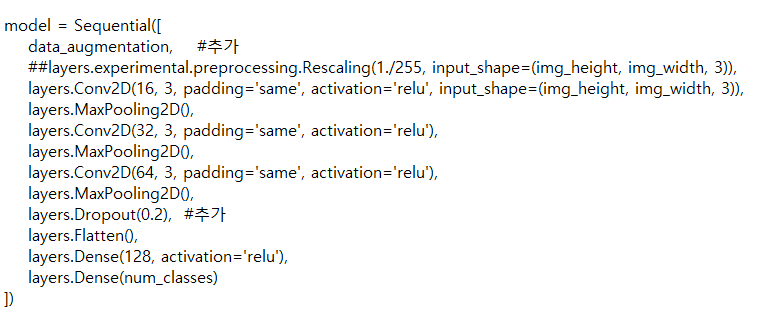 model = Sequential([
data_augmentation, #추가
##layers.experimental.preprocessing.Rescaling(1./255, input_shape=(img_height, img_width, 3)),
layers.Conv2D(16, 3, padding='same', activation='relu', input_shape=(img_height, img_width, 3)),
layers.MaxPooling2D(),
layers.Conv2D(32, 3, padding='same', activation='relu'),
layers.MaxPooling2D(),
layers.Conv2D(64, 3, padding='same', activation='relu'),
layers.MaxPooling2D(),
layers.Dropout(0.2), #추가
layers.Flatten(),
layers.Dense(128, activation='relu'),
layers.Dense(num_classes)
])